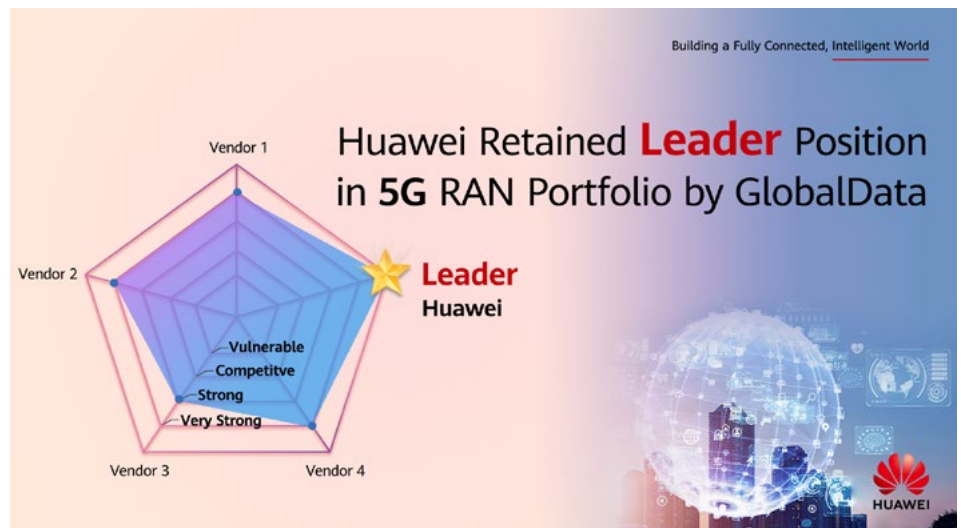 Building a Fully Connected, Intelligent World
Huawei Retained Leader Position
in 5G RAN Portfolio by GlobalData
Vendor 1
Vendor 2
Leader
Huawei
Vulnerable
Competitve
Strong
Very Strong
Vendor 3
Vendor 4
HUAWEI